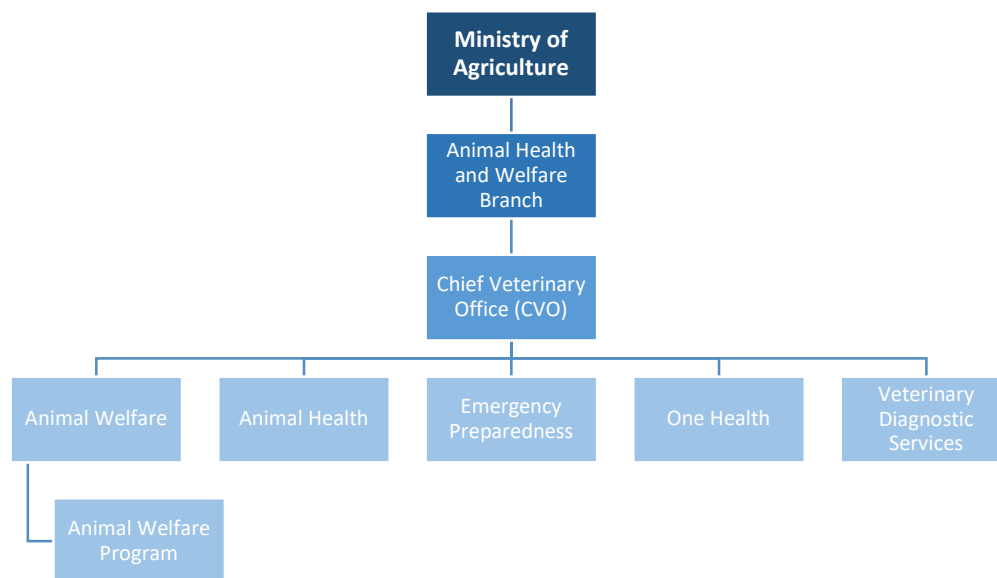 Ministry of
Agriculture
Animal Health
and Welfare
Branch
Chief Veterinary
Office (CVO)
Animal Welfare
Animal Health
Emergency
Preparedness
One Health
Veterinary
Diagnostic
Services
Animal Welfare
Program